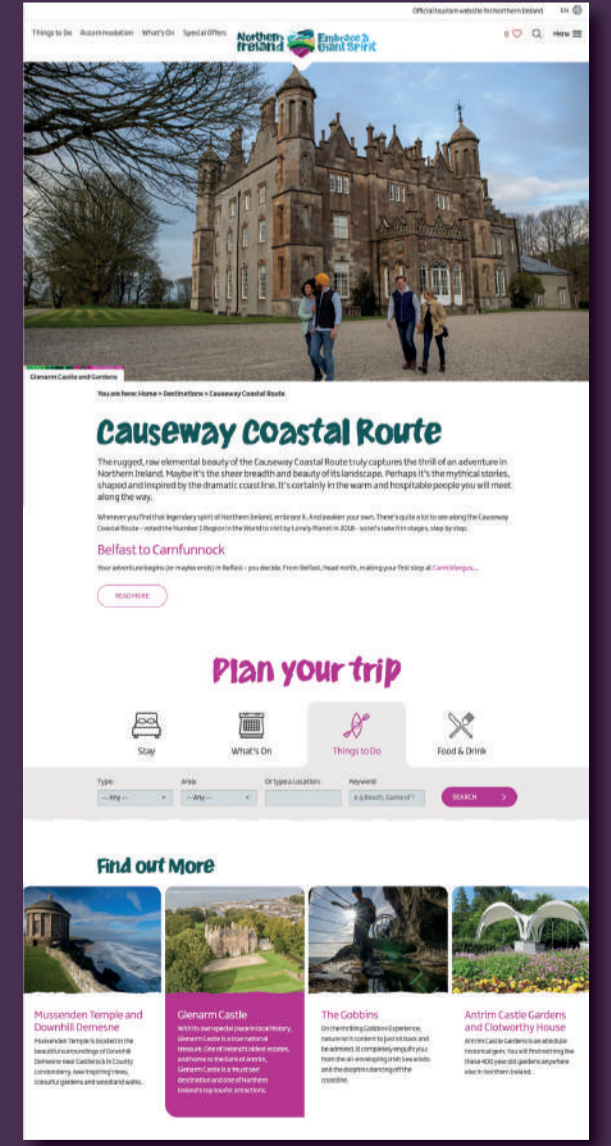 Official tourism website for Northern Ireland EN
Things to Do Accommodation What's On Special Offers
Northern Ireland
Embrace a Giant Spirit
0 Menu
Glenarm Castle and Gardens
You are here: Home > Destinations > Causeway Coastal Route
Causeway Coastal Route
The rugged, raw elemental beauty of the Causeway Coastal Route truly captures the thrill of an adventure in
Northern Ireland. Maybe it's the sheer breadth and beauty of its landscape. Perhaps it's the mythical stories,
shaped and inspired by the dramatic coastline. It's certainly in the warm and hospitable people you will meet
along the way.
Wherever you find that legendary spirit of Northern Ireland, embrace it. And awaken your own. There's quite a lot to see along the Causeway
Coastal Route – voted the Number 1 Region in the World to visit by Lonely Planet in 2018 – so let's take it in stages, step by step.
Belfast to Carnfunnock
Your adventure begins (or maybe ends) in Belfast – you decide. From Belfast, head north, making your first stop at Carrickfergus...
READ MORE
Plan your trip
Stay What's On Things to Do Food & Drink
Type: Area: Or type a Location: Keyword:
-- Any -- -- Any -- e.g Beach, Game of T SEARCH
Find out More
Mussenden Temple and
Downhill Demesne
Mussenden Temple is located in the
beautiful surroundings of Downhill
Demesne near Castlerock in County
Londonderry. Awe inspiring views,
colourful gardens and woodland walks.
Glenarm Castle
With its own special place in local history,
Glenarm Castle is a true national
treasure. One of Ireland's oldest estates,
and home to the Earls of Antrim,
Glenarm Castle is a 'must see'
destination and one of Northern
Ireland's top tourist attractions.
The Gobbins
On the thrilling Gobbins Experience,
nature isn't content to just sit back and
be admired. It completely engulfs you
from the all-enveloping Irish Sea winds
and the dolphins dancing off the
coastline.
Antrim Castle Gardens
and Clotworthy House
Antrim Castle Gardens is an absolute
historical gem. You will find nothing like
these 400 year old gardens anywhere
else in Northern Ireland.